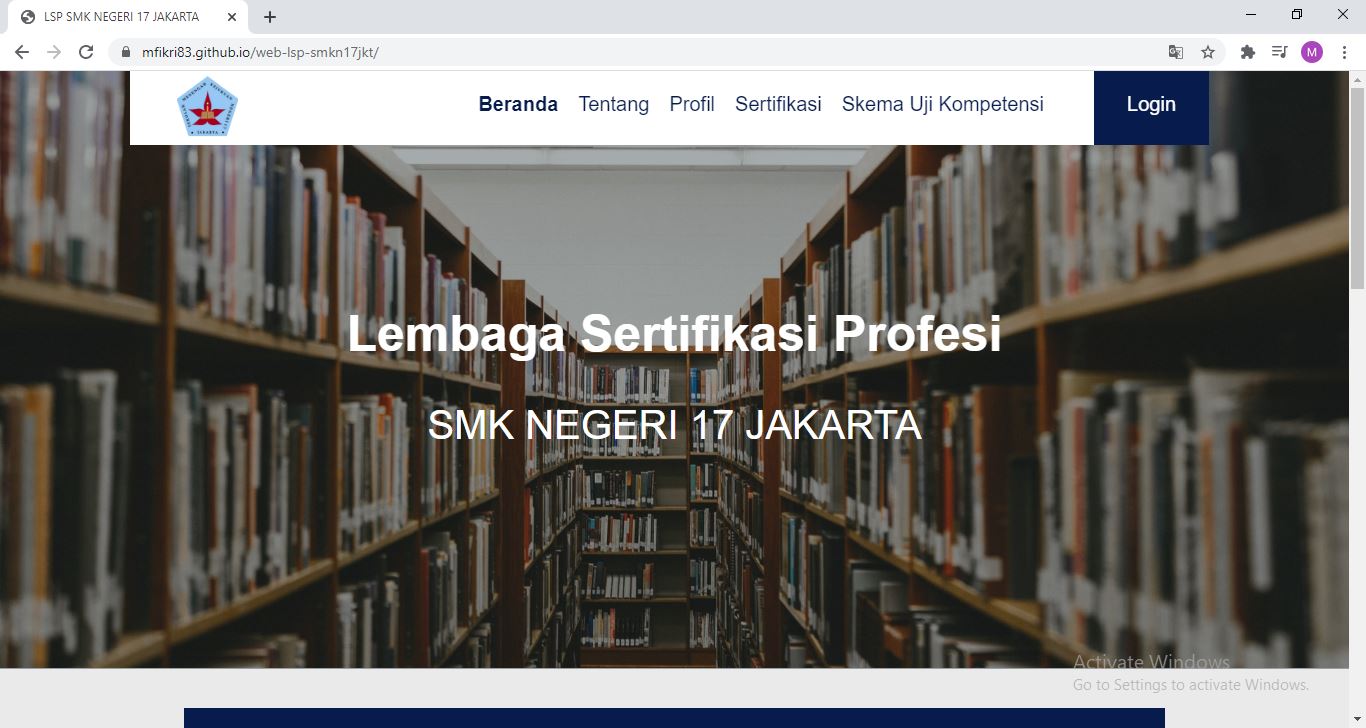 LSP SMK NEGERI 17 JAKARTA
mfikri83.github.io/web-lsp-smkn17jkt/
M
Beranda Tentang Profil Sertifikasi Skema Uji Kompetensi Login
Lembaga Sertifikasi Profesi
SMK NEGERI 17 JAKARTA
Activate Windows
Go to Settings to activate Windows.